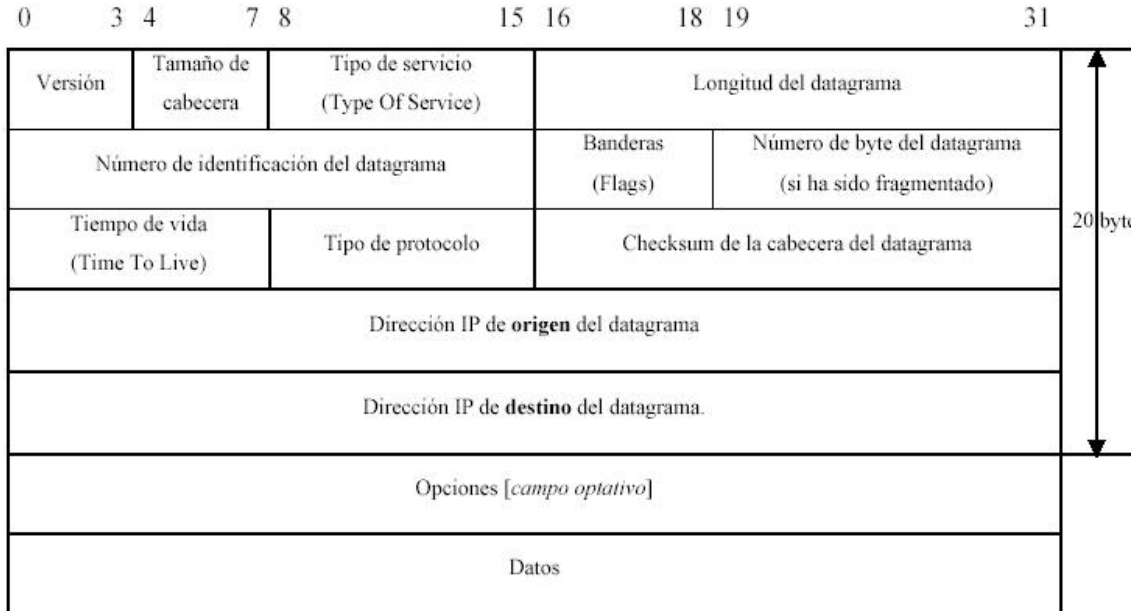 0 3 4 7 8 15 16 18 19 31
Versión
Tamaño de
cabecera
Tipo de servicio
(Type Of Service)
Longitud del datagrama
Número de identificación del datagrama
Banderas
(Flags)
Número de byte del datagrama
(si ha sido fragmentado)
Tiempo de vida
(Time To Live)
Tipo de protocolo
Checksum de la cabecera del datagrama
20 byte
Dirección IP de origen del datagrama
Dirección IP de destino del datagrama.
Opciones [campo optativo]
Datos